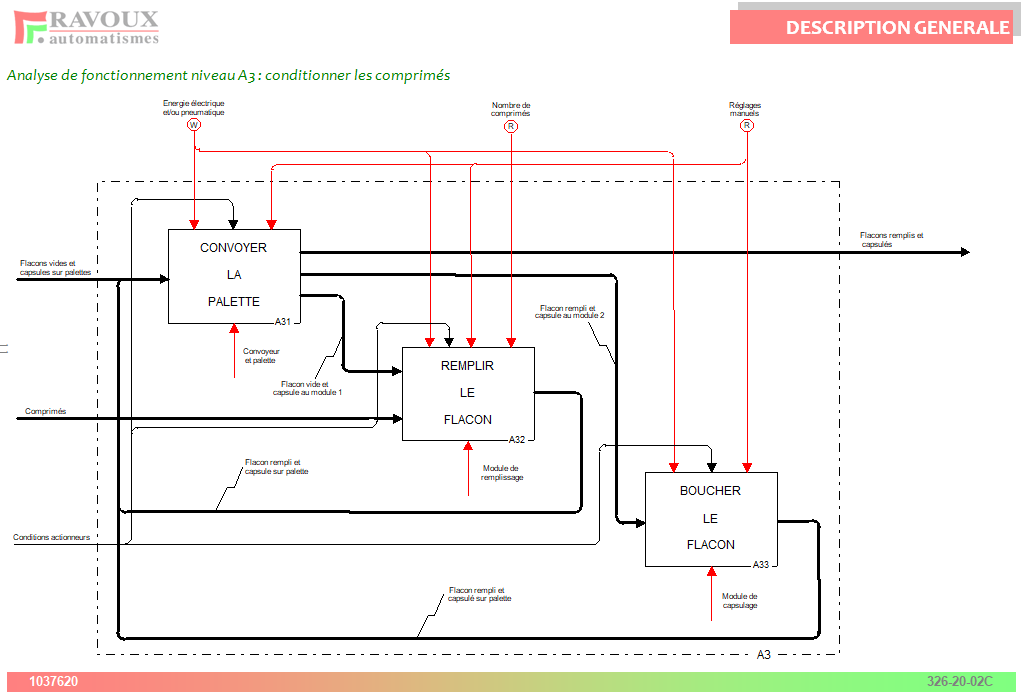 RAVOUX
automatismes
DESCRIPTION GENERALE
Analyse de fonctionnement niveau A3 : conditionner les comprimés
Energie électrique
et/ou pneumatique
W
Nombre de
comprimés
R
Réglages
manuels
R
Flacons vides et
capsules sur palettes
CONVOYER
LA
PALETTE
A31
Flacons remplis et
capsulés
Convoyeur
et palette
Flacon vide et
capsule au module 1
Flacon rempli et
capsule au module 2
REMPLIR
LE
FLACON
A32
Comprimés
Module de
remplissage
Flacon rempli et
capsule sur palette
BOUCHER
LE
FLACON
A33
Conditions actionneurs
Module de
capsulage
Flacon rempli et
capsulé sur palette
A3
1037620
326-20-02C